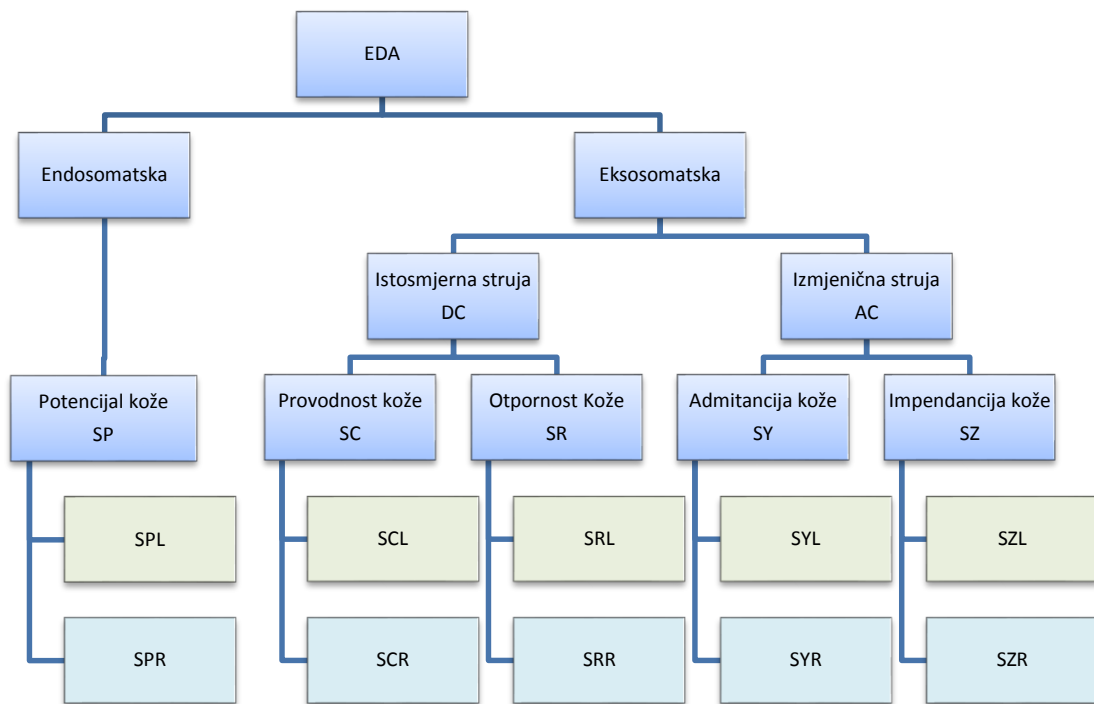 EDA
Endosomatska
Eksosomatska
Istosmjerna struja
DC
Izmjenična struja
AC
Potencijal kože
SP
Provodnost kože
SC
Otpornost Kože
SR
Admitancija kože
SY
Impendancija kože
SZ
SPL
SCL
SRL
SYL
SZL
SPR
SCR
SRR
SYR
SZR